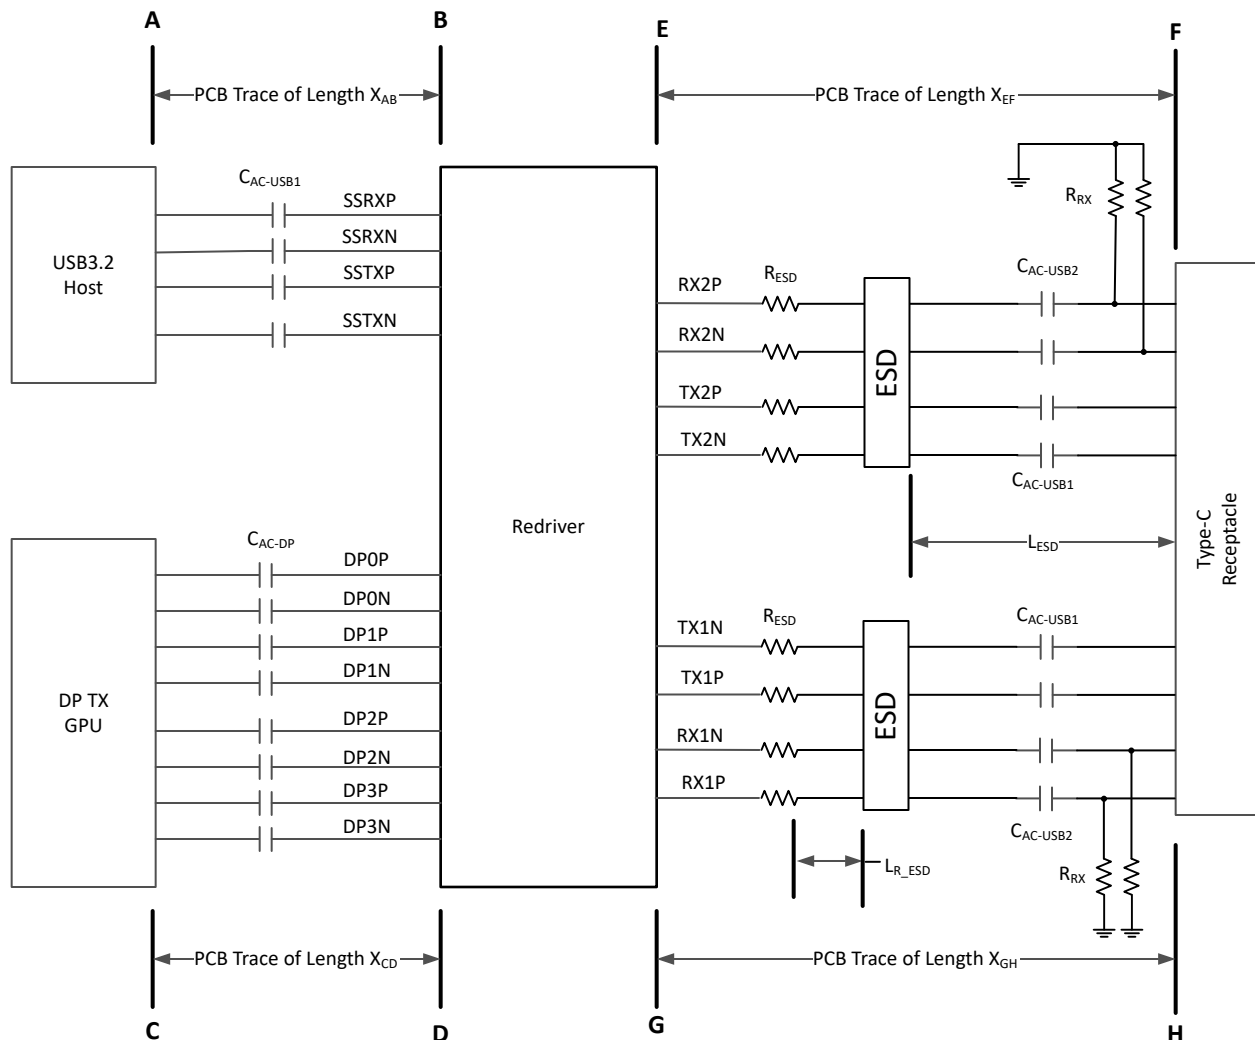 A
B
E
F
PCB Trace of Length XAB
PCB Trace of Length XEF
CAC-USB1
SSRXP
SSRXN
SSTXP
SSTXN
USB3.2
Host
RRX
CAC-USB2
RX2P
RESD
RX2N
TX2P
TX2N
ESD
CAC-USB1
Redriver
LESD
Type-C
Receptacle
CAC-DP
DP0P
DP0N
DP1P
DP1N
DP2P
DP2N
DP3P
DP3N
DP TX
GPU
TX1N
RESD
CAC-USB1
TX1P
RX1N
RX1P
ESD
CAC-USB2
LR_ESD
RRX
PCB Trace of Length XCD
PCB Trace of Length XGH
C
D
G
H